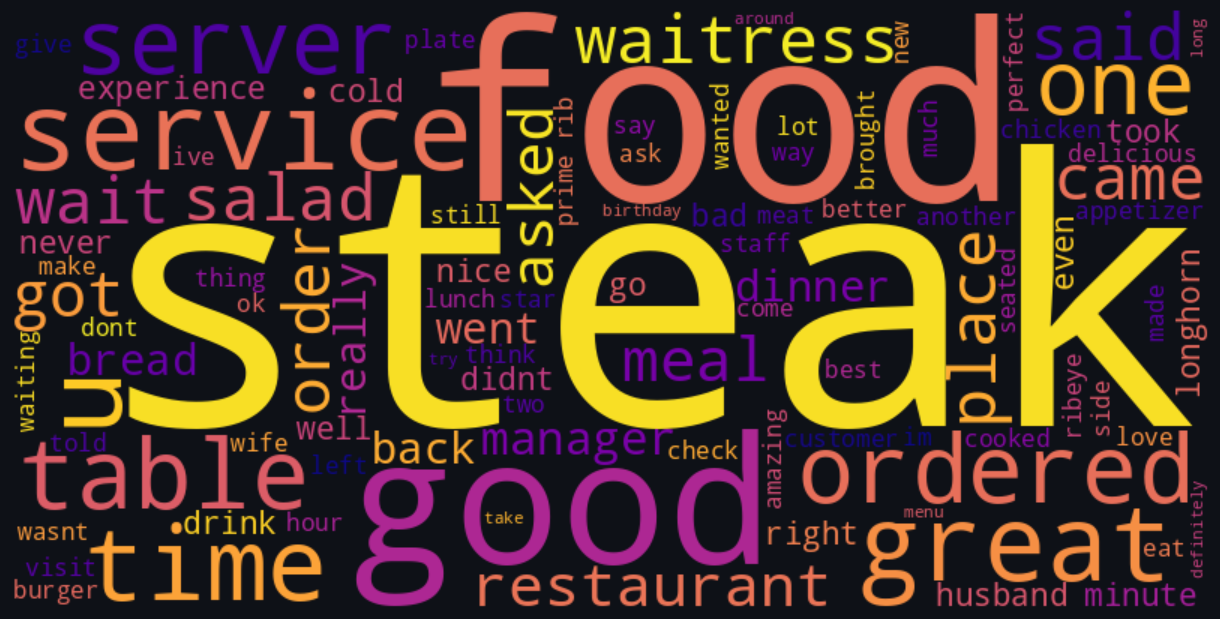 give
server
plate
food
waitress
around
new
perfect
said
long
experience
cold
service
ive
asked
prime rib
say
ask
wanted
lot
way
brought
much
one
chicken
took
delicious
came
wait
salad
still
birthday
bad
meat
better
another
appetizer
never
make
got
thing
ok
order
really
nice
staff
go
dinner
come
place
seated
even
made
longhorn
steak
dont
waiting
bread
u
lunch
star
went
try
think
didnt
two
meal
best
ribeye
side
told
table
wife
well
left
back
manager
check
amazing
customer
im
cooked
love
ordered
good
take
wasnt
drink
hour
time
visit
burger
right
restaurant
menu
great
eat
definitely
husband
minute